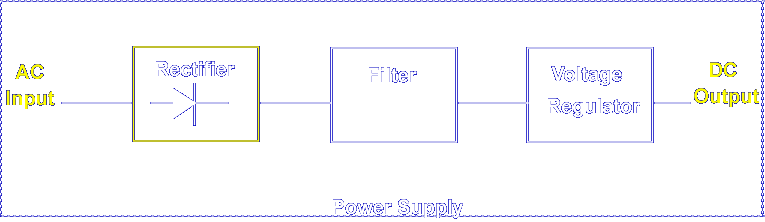 AC
Input
Rectifier
Filter
Voltage
Regulator
DC
Output
Power Supply